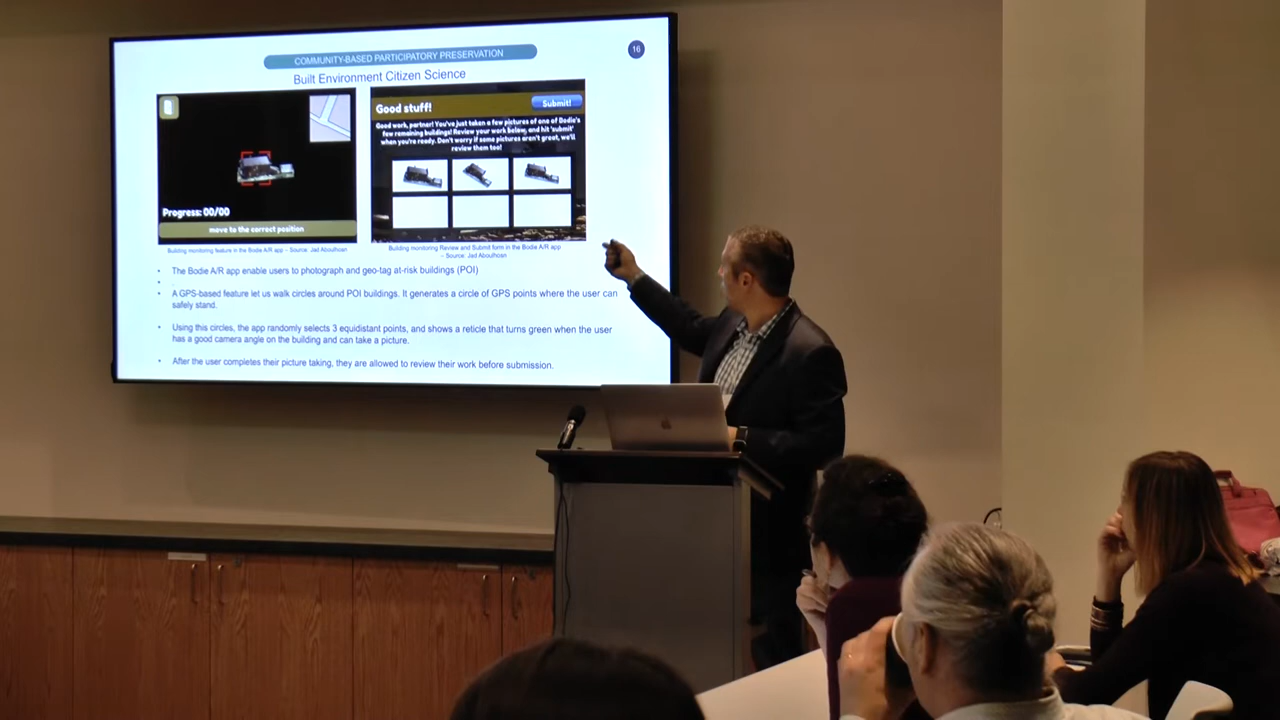 COMMUNITY-BASED PARTICIPATORY PRESERVATION
16
Built Environment Citizen Science
Progress: 00/00
move to the correct position
Good stuff!
Submit!
Good work, partner! You've just taken a few pictures of one of Bodie's
few remaining buildings! Review your work below, and hit 'submit'
when you're ready. Don't worry if some pictures aren't great, we'll
review them too!
Building monitoring feature in the Bodie A/R app – Source: Jad Aboulhosn
Building monitoring Review and Submit form in the Bodie A/R app
– Source: Jad Aboulhosn
• The Bodie A/R app enable users to photograph and geo-tag at-risk buildings (POI)
• .
• A GPS-based feature let us walk circles around POI buildings. It generates a circle of GPS points where the user can
safely stand.
• Using this circles, the app randomly selects 3 equidistant points, and shows a reticle that turns green when the user
has a good camera angle on the building and can take a picture.
• After the user completes their picture taking, they are allowed to review their work before submission.